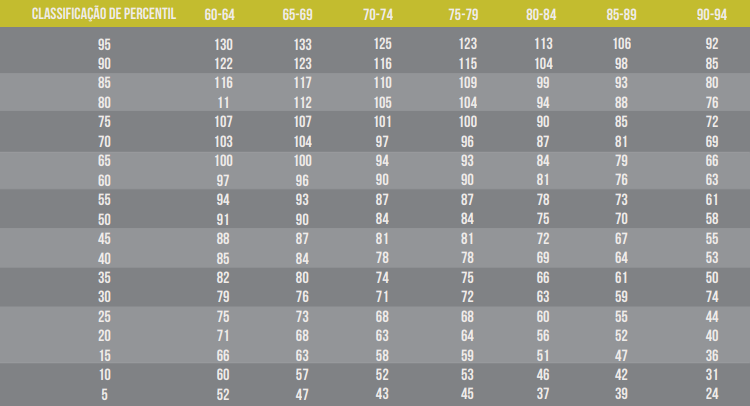 CLASSIFICAÇÃO DE PERCENTIL 60-64 65-69 70-74 75-79 80-84 85-89 90-94
95 130 133 125 123 113 106 92
90 122 123 116 115 104 98 85
85 116 117 110 109 99 93 80
80 11 112 105 104 94 88 76
75 107 107 101 100 90 85 72
70 103 104 97 96 87 81 69
65 100 100 94 93 84 79 66
60 97 96 90 90 81 76 63
55 94 93 87 87 78 73 61
50 91 90 84 84 75 70 58
45 88 87 81 81 72 67 55
40 85 84 78 78 69 64 53
35 82 80 74 75 66 61 50
30 79 76 71 72 63 59 74
25 75 73 68 68 60 55 44
20 71 68 63 64 56 52 40
15 66 63 58 59 51 47 36
10 60 57 52 53 46 42 31
5 52 47 43 45 37 39 24